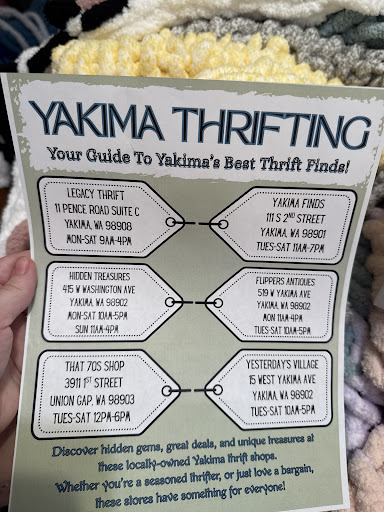 YAKIMA THRIFTING
Your Guide To Yakima's Best Thrift Finds!
LEGACY THRIFT
11 PENCE ROAD SUITE C
YAKIMA, WA 98908
MON-SAT 9AM-4PM
YAKIMA FINDS
111 S 2ND STREET
YAKIMA, WA 98901
TUES-SAT 11AM-7PM
HIDDEN TREASURES
415 W WASHINGTON AVE
YAKIMA, WA 98902
MON-SAT 10AM-5PM
SUN 11AM-4PM
FLIPPERS ANTIQUES
519 W YAKIMA AVE
YAKIMA, WA 98902
MON 11AM-4PM
TUES-SAT 10AM-5PM
THAT 70S SHOP
3911 1ST STREET
UNION GAP, WA 98903
TUES-SAT 12PM-6PM
YESTERDAY'S VILLAGE
15 WEST YAKIMA AVE
YAKIMA, WA 98902
TUES-SAT 10AM-5PM
Discover hidden gems, great deals, and unique treasures at
these locally-owned Yakima thrift shops.
Whether you're a seasoned thrifter, or just love a bargain,
these stores have something for everyone!